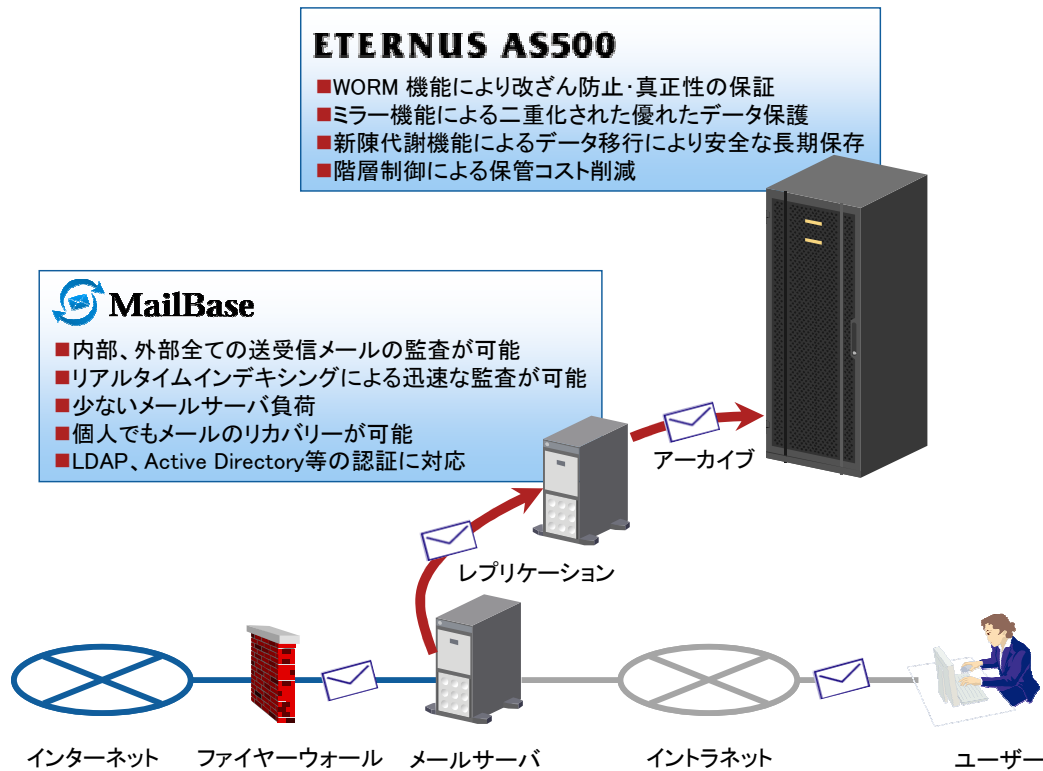 ETERNUS AS500
■WORM 機能により改ざん防止・真正性の保証
■ミラー機能による二重化された優れたデータ保護
■新陳代謝機能によるデータ移行により安全な長期保存
■階層制御による保管コスト削減
MailBase
■内部、外部全ての送受信メールの監査が可能
■リアルタイムインデキシングによる迅速な監査が可能
■少ないメールサーバ負荷
■個人でもメールのリカバリーが可能
■LDAP、Active Directory等の認証に対応
アーカイブ
レプリケーション
インターネット
ファイヤーウォール
メールサーバ
イントラネット
ユーザー